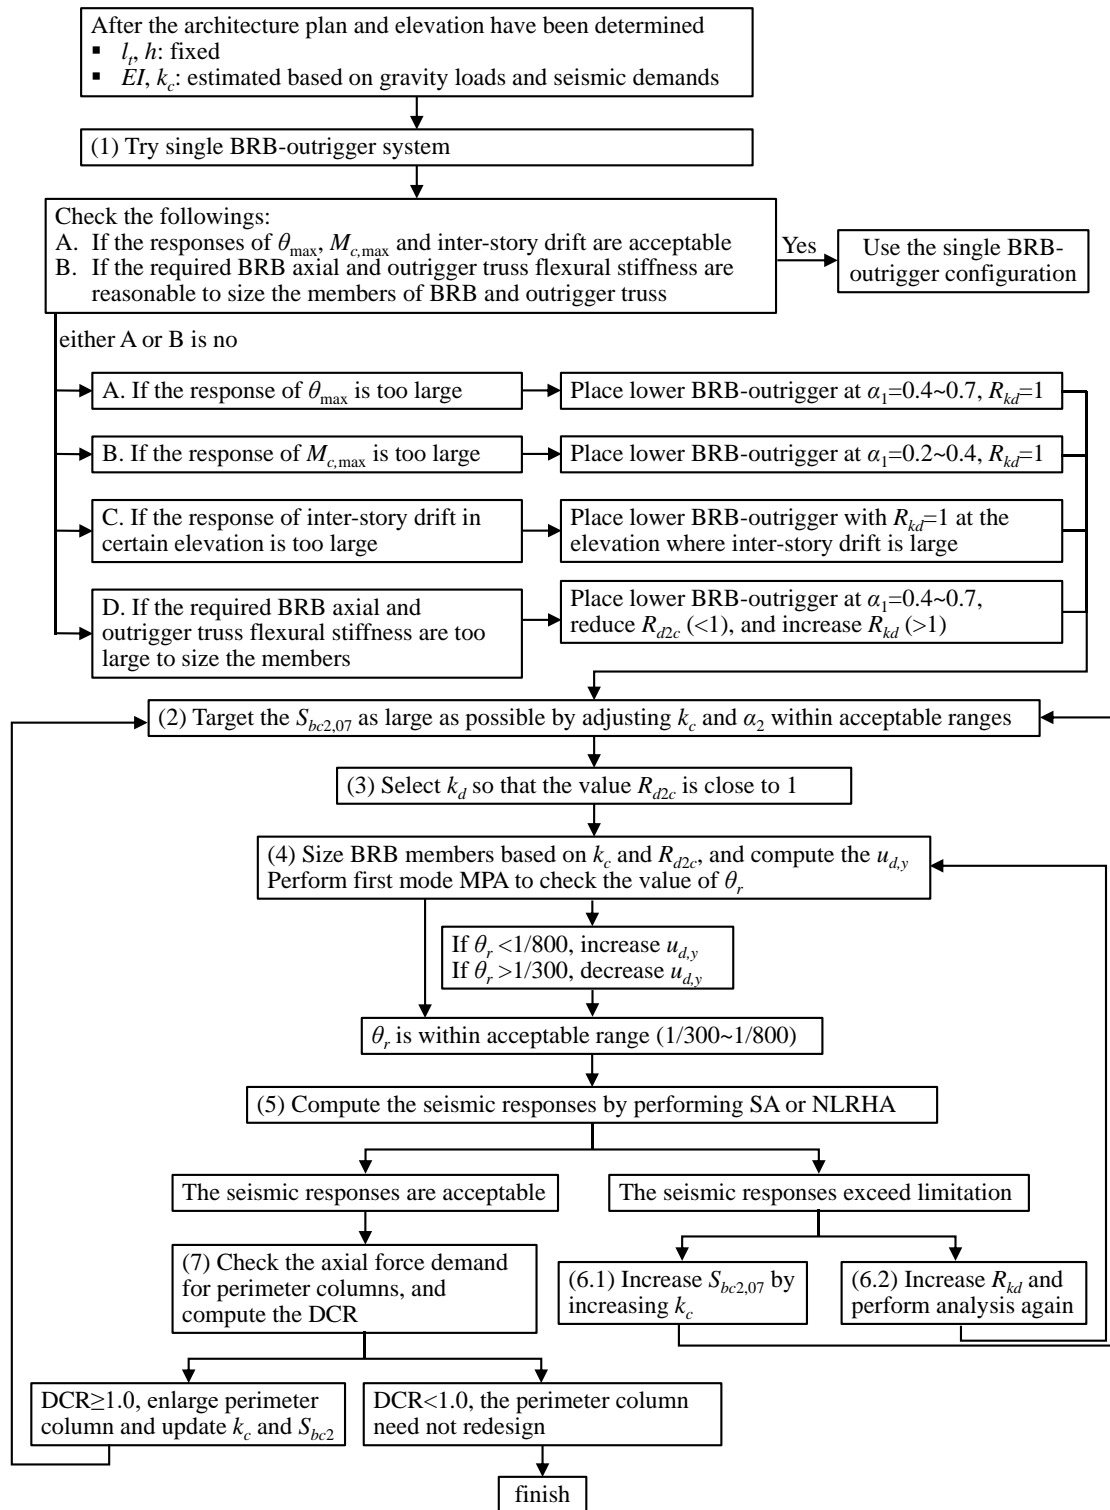 After the architecture plan and elevation have been determined
▪ l_t, h: fixed
▪ EI, k_c: estimated based on gravity loads and seismic demands
(1) Try single BRB-outrigger system
Check the followings:
A. If the responses of θ_max, M_c,max and inter-story drift are acceptable
B. If the required BRB axial and outrigger truss flexural stiffness are
reasonable to size the members of BRB and outrigger truss
Yes
Use the single BRB-
outrigger configuration
either A or B is no
A. If the response of θ_max is too large
Place lower BRB-outrigger at α_1=0.4~0.7, R_kd=1
B. If the response of M_c,max is too large
Place lower BRB-outrigger at α_1=0.2~0.4, R_kd=1
C. If the response of inter-story drift in
certain elevation is too large
Place lower BRB-outrigger with R_kd=1 at the
elevation where inter-story drift is large
D. If the required BRB axial and
outrigger truss flexural stiffness are too
large to size the members
Place lower BRB-outrigger at α_1=0.4~0.7,
reduce R_d2c (<1), and increase R_kd (>1)
(2) Target the S_bc2,07 as large as possible by adjusting k_c and α_2 within acceptable ranges
(3) Select k_d so that the value R_d2c is close to 1
(4) Size BRB members based on k_c and R_d2c, and compute the u_d,y
Perform first mode MPA to check the value of θ_r
If θ_r <1/800, increase u_d,y
If θ_r >1/300, decrease u_d,y
θ_r is within acceptable range (1/300~1/800)
(5) Compute the seismic responses by performing SA or NLRHA
The seismic responses are acceptable
The seismic responses exceed limitation
(7) Check the axial force demand
for perimeter columns, and
compute the DCR
(6.1) Increase S_bc2,07 by
increasing k_c
(6.2) Increase R_kd and
perform analysis again
DCR≥1.0, enlarge perimeter
column and update k_c and S_bc2
DCR<1.0, the perimeter column
need not redesign
finish